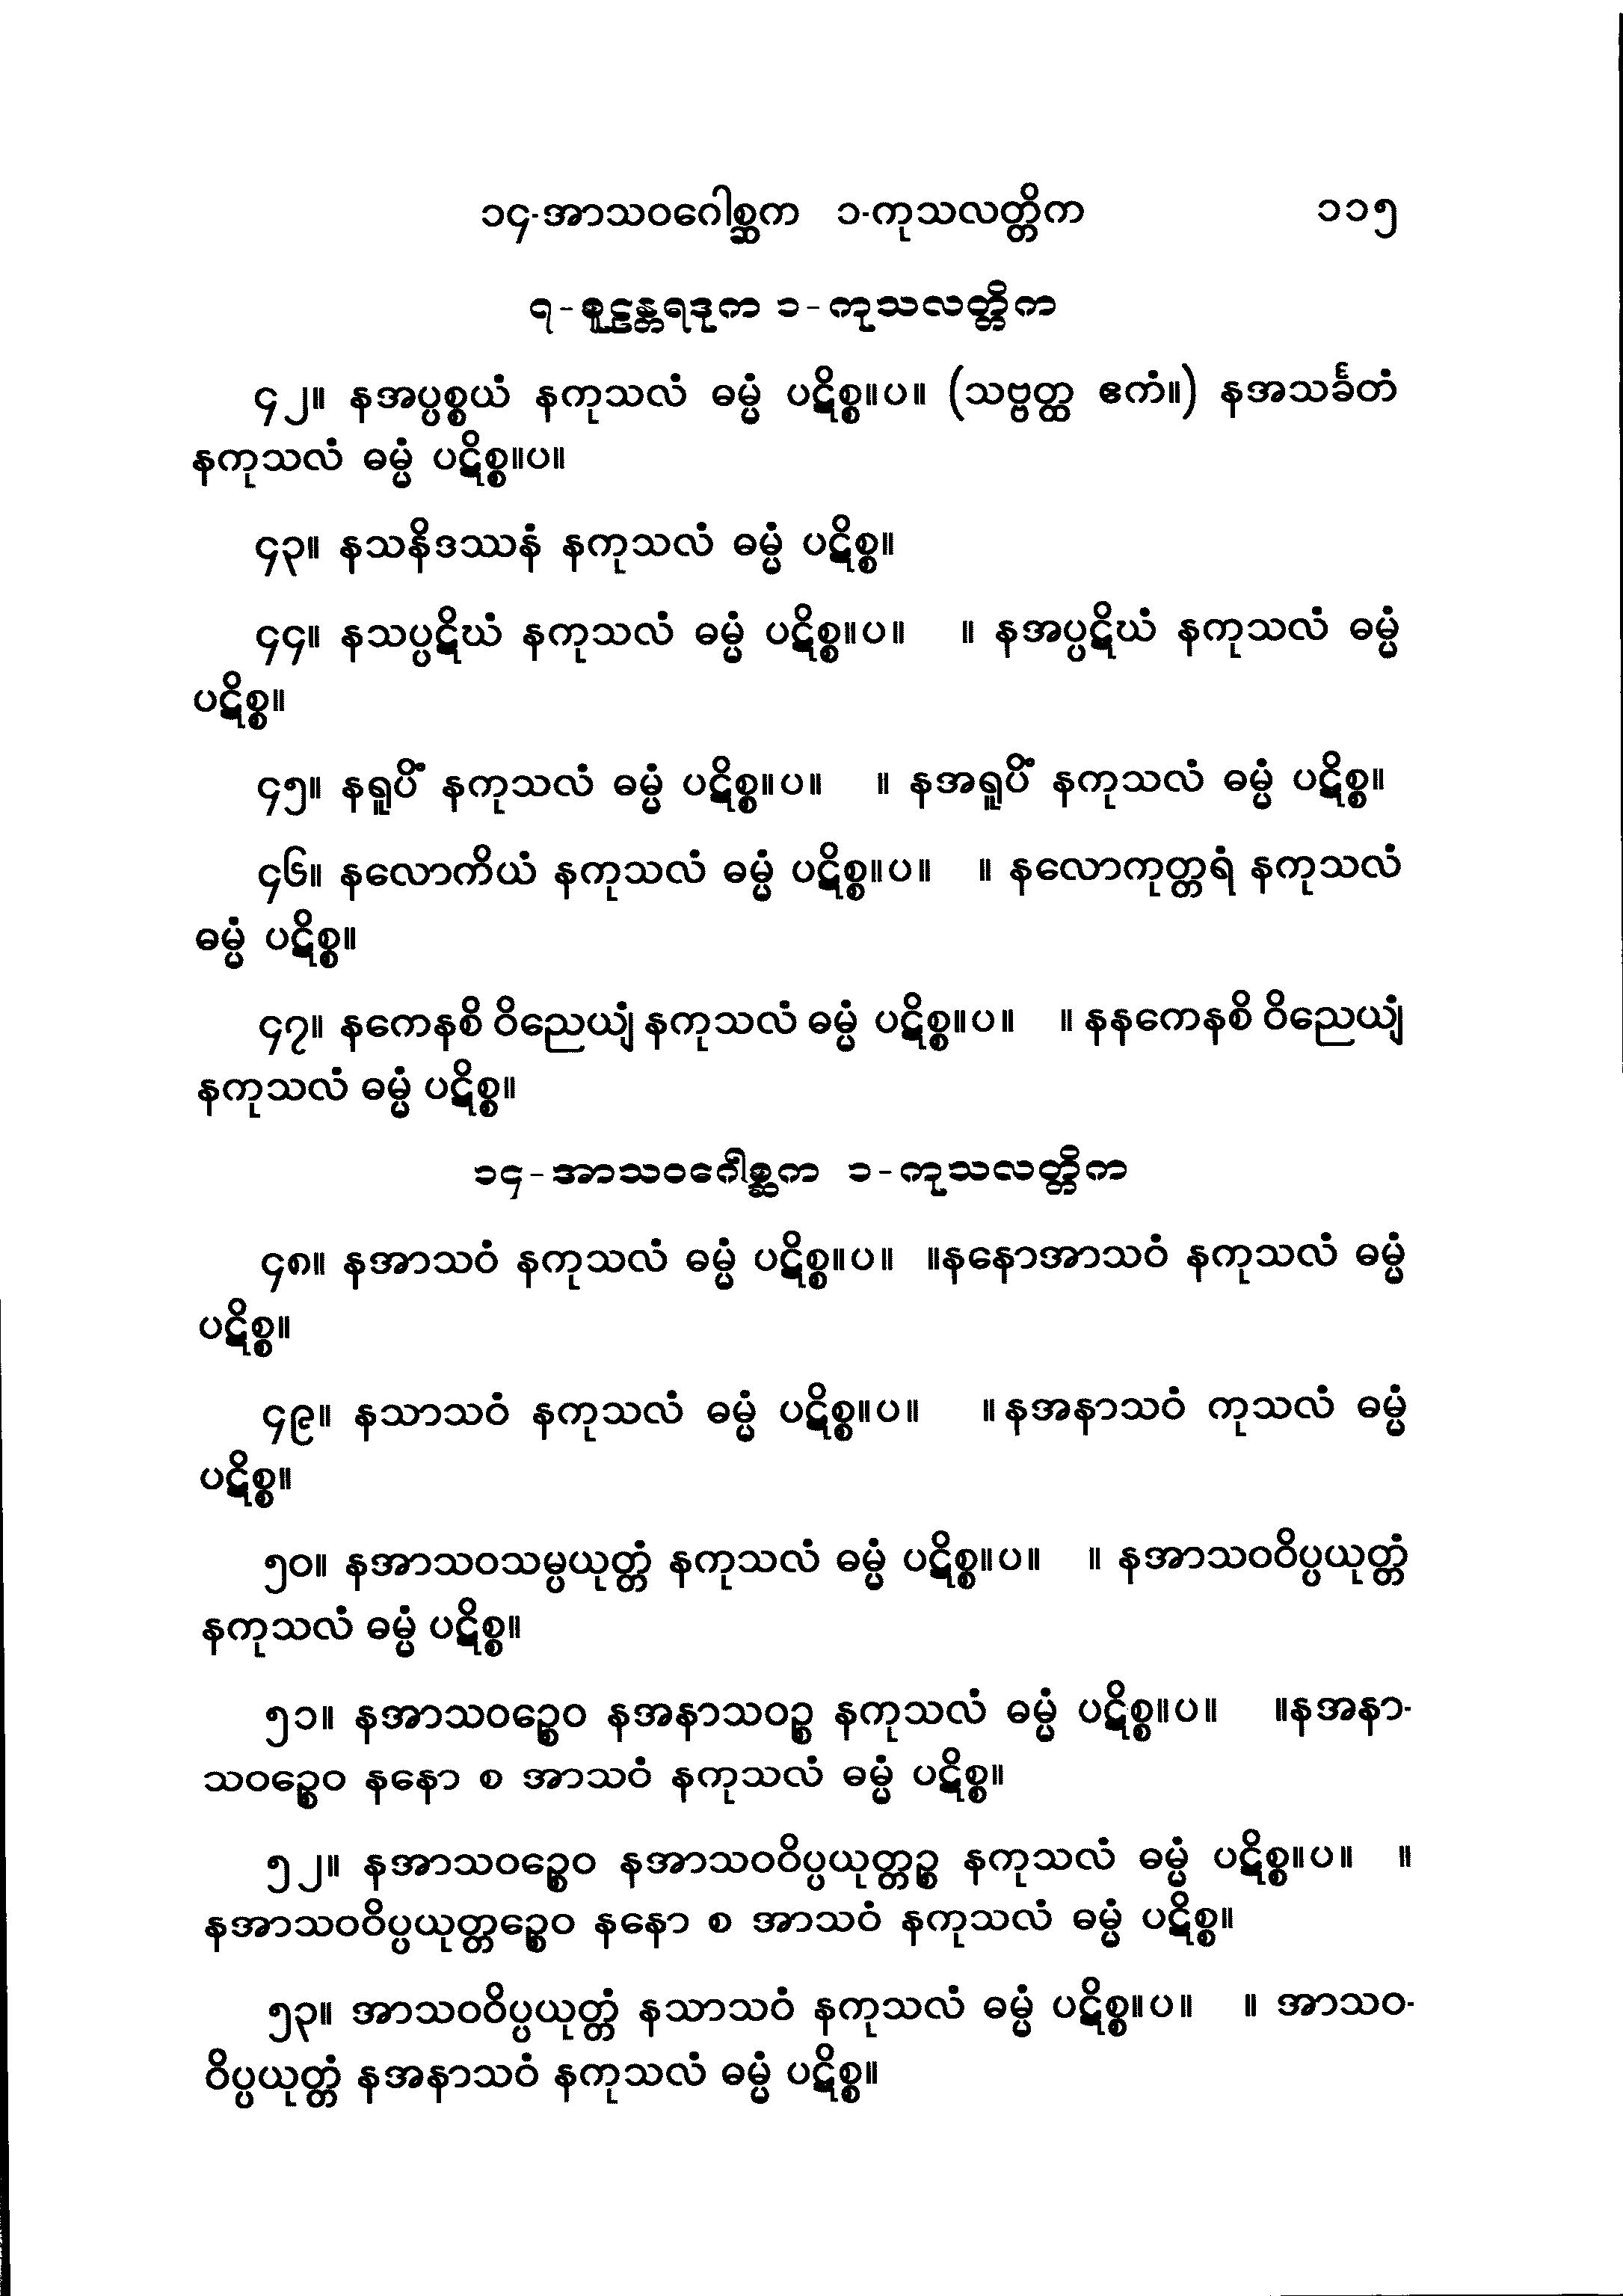 ၁၄-အာသဝဂေါစ္ဆက ၁-ကုသလတ္တိက ၁၁၅
၇-စူဠန္တရဒုက ၁-ကုသလတ္တိက
၄၂။ နအပ္ပစ္စယံ နကုသလံ ဓမ္မံ ပဋိစ္စ။ပ။ (သဗ္ဗတ္ထ ဧကံ။) နအသင်္ခတံ
နကုသလံ ဓမ္မံ ပဋိစ္စ။ပ။
၄၃။ နသနိဒဿနံ နကုသလံ ဓမ္မံ ပဋိစ္စ။
၄၄။ နသပ္ပဋိဃံ နကုသလံ ဓမ္မံ ပဋိစ္စ။ပ။ ။ နအပ္ပဋိဃံ နကုသလံ ဓမ္မံ
ပဋိစ္စ။
၄၅။ နရူပိံ နကုသလံ ဓမ္မံ ပဋိစ္စ။ပ။ ။ နအရူပိံ နကုသလံ ဓမ္မံ ပဋိစ္စ။
၄၆။ နလောကိယံ နကုသလံ ဓမ္မံ ပဋိစ္စ။ပ။ ။ နလောကုတ္တရံ နကုသလံ
ဓမ္မံ ပဋိစ္စ။
၄၇။ နကေနစိ ဝိညေယျံ နကုသလံ ဓမ္မံ ပဋိစ္စ။ပ။ ။ နနကေနစိ ဝိညေယျံ
နကုသလံ ဓမ္မံ ပဋိစ္စ။
၁၄-အာသဝဂေါစ္ဆက ၁-ကုသလတ္တိက
၄၈။ နအာသဝံ နကုသလံ ဓမ္မံ ပဋိစ္စ။ပ။ ။နနောအာသဝံ နကုသလံ ဓမ္မံ
ပဋိစ္စ။
၄၉။ နသာသဝံ နကုသလံ ဓမ္မံ ပဋိစ္စ။ပ။ ။နအနာသဝံ ကုသလံ ဓမ္မံ
ပဋိစ္စ။
၅၀။ နအာသဝသမ္ပယုတ္တံ နကုသလံ ဓမ္မံ ပဋိစ္စ။ပ။ ။ နအာသဝဝိပ္ပယုတ္တံ
နကုသလံ ဓမ္မံ ပဋိစ္စ။
၅၁။ နအာသဝဉ္စေဝ နအနာသဝဉ္စ နကုသလံ ဓမ္မံ ပဋိစ္စ။ပ။ ။နအနာ-
သဝဉ္စေဝ နနော စ အာသဝံ နကုသလံ ဓမ္မံ ပဋိစ္စ။
၅၂။ နအာသဝဉ္စေဝ နအာသဝဝိပ္ပယုတ္တဉ္စ နကုသလံ ဓမ္မံ ပဋိစ္စ။ပ။ ။
နအာသဝဝိပ္ပယုတ္တဉ္စေဝ နနော စ အာသဝံ နကုသလံ ဓမ္မံ ပဋိစ္စ။
၅၃။ အာသဝဝိပ္ပယုတ္တံ နသာသဝံ နကုသလံ ဓမ္မံ ပဋိစ္စ။ပ။ ။ အာသဝ-
ဝိပ္ပယုတ္တံ နအနာသဝံ နကုသလံ ဓမ္မံ ပဋိစ္စ။